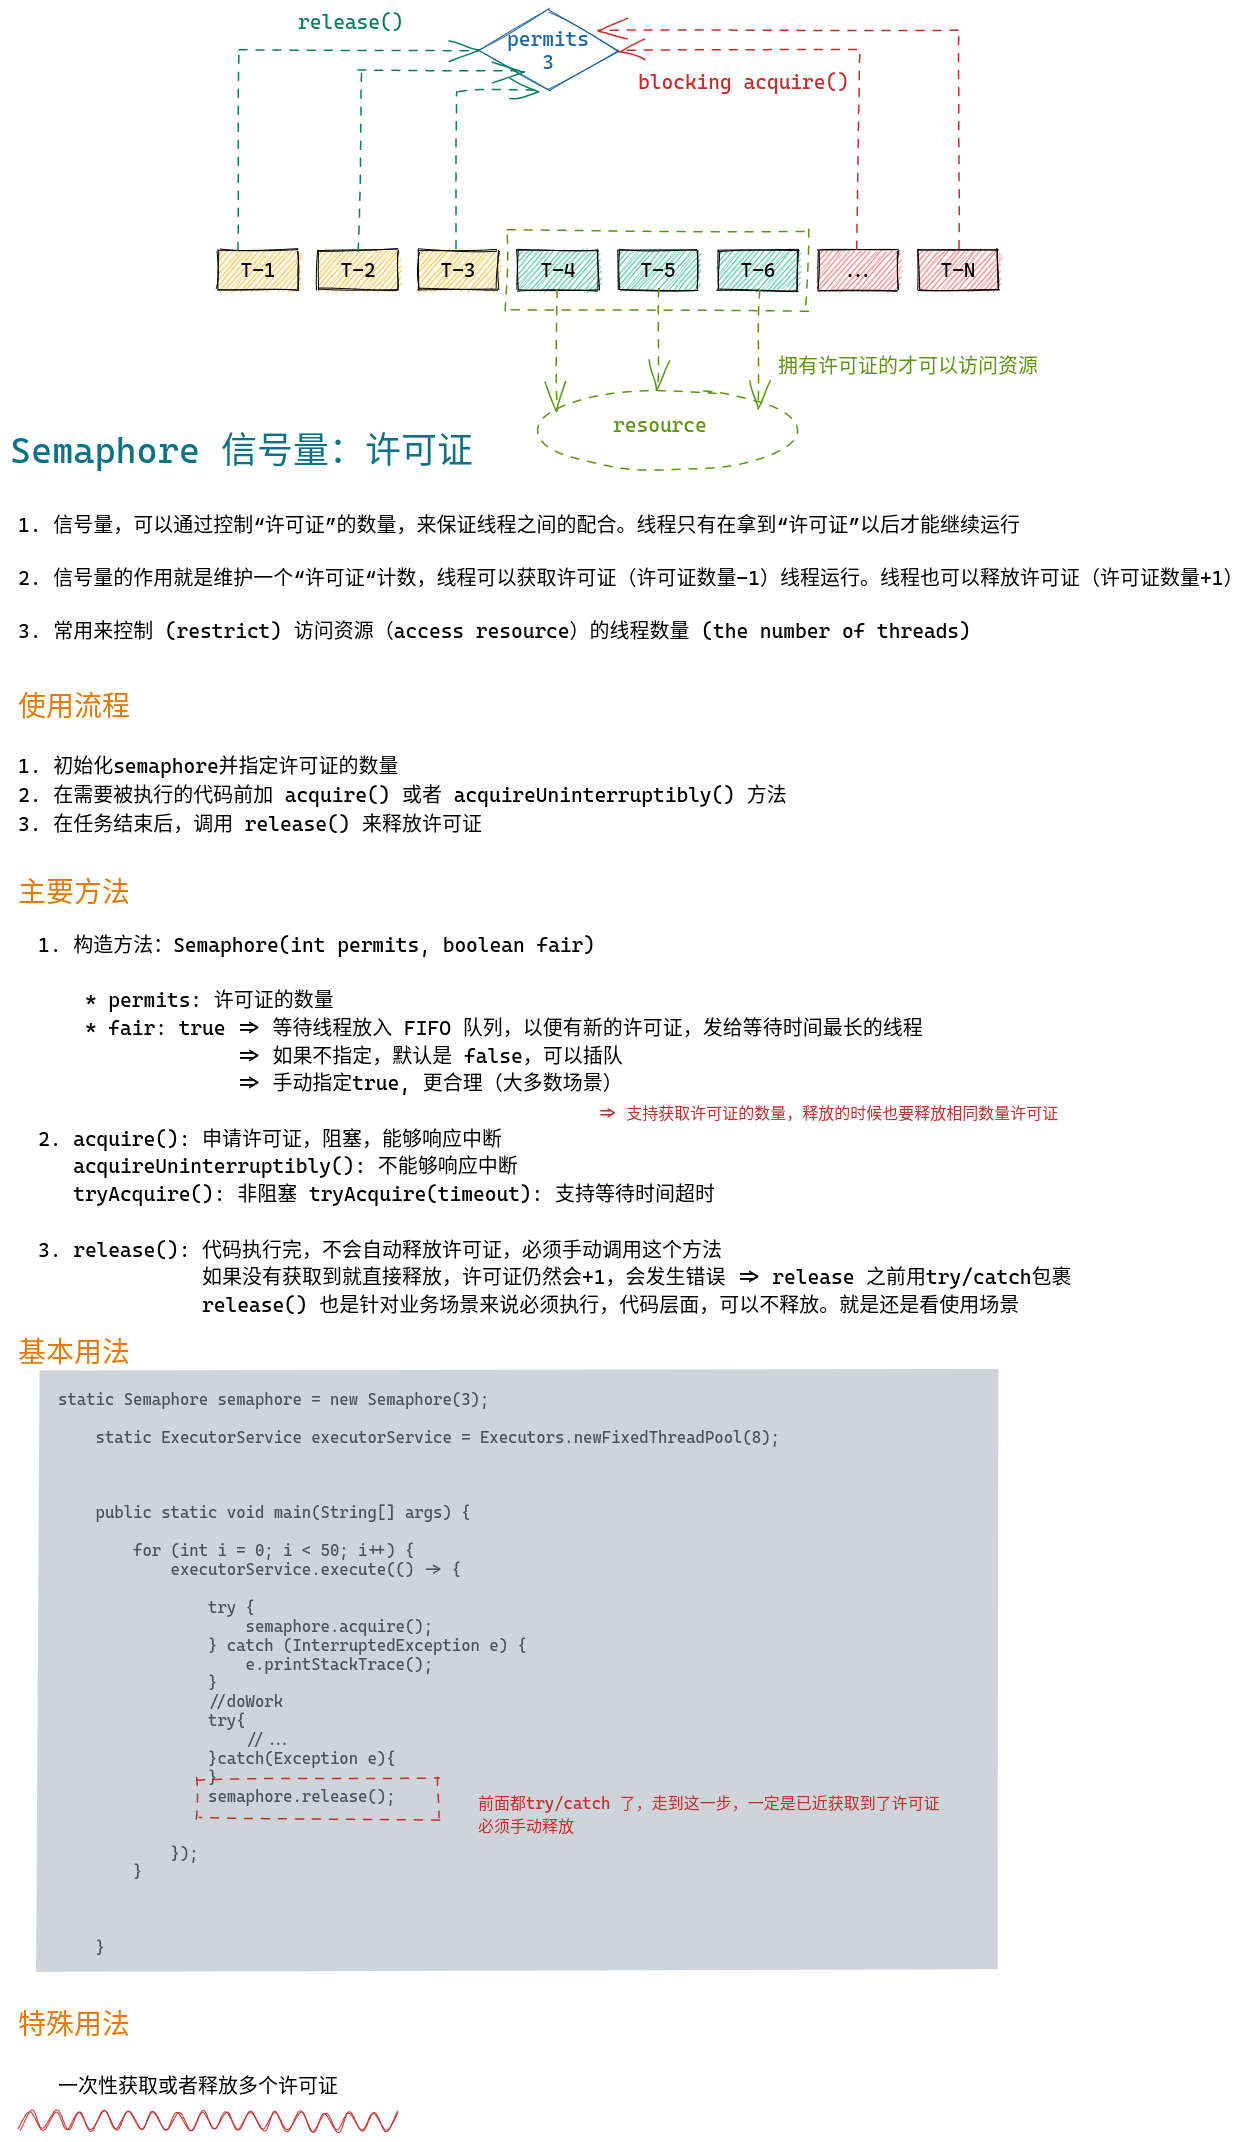 release()
permits
3
blocking acquire()
T-1
T-2
T-3
T-4
T-5
T-6
...
T-N
拥有许可证的才可以访问资源
resource
Semaphore 信号量：许可证
1. 信号量，可以通过控制“许可证”的数量，来保证线程之间的配合。线程只有在拿到“许可证”以后才能继续运行
2. 信号量的作用就是维护一个“许可证“计数，线程可以获取许可证（许可证数量-1）线程运行。线程也可以释放许可证（许可证数量+1）
3. 常用来控制 (restrict) 访问资源（access resource）的线程数量 (the number of threads)
使用流程
1. 初始化semaphore并指定许可证的数量
2. 在需要被执行的代码前加 acquire() 或者 acquireUninterruptibly() 方法
3. 在任务结束后，调用 release() 来释放许可证
主要方法
1. 构造方法：Semaphore(int permits, boolean fair)
* permits: 许可证的数量
* fair: true => 等待线程放入 FIFO 队列，以便有新的许可证，发给等待时间最长的线程
=> 如果不指定，默认是 false，可以插队
=> 手动指定true, 更合理（大多数场景）
=> 支持获取许可证的数量，释放的时候也要释放相同数量许可证
2. acquire(): 申请许可证，阻塞，能够响应中断
acquireUninterruptibly(): 不能够响应中断
tryAcquire(): 非阻塞 tryAcquire(timeout): 支持等待时间超时
3. release(): 代码执行完，不会自动释放许可证，必须手动调用这个方法
如果没有获取到就直接释放，许可证仍然会+1，会发生错误 => release 之前用try/catch包裹
release() 也是针对业务场景来说必须执行，代码层面，可以不释放。就是还是看使用场景
基本用法
static Semaphore semaphore = new Semaphore(3);
static ExecutorService executorService = Executors.newFixedThreadPool(8);
public static void main(String[] args) {
for (int i = 0; i < 50; i++) {
executorService.execute(() -> {
try {
semaphore.acquire();
} catch (InterruptedException e) {
e.printStackTrace();
}
//doWork
try{
//...
}catch(Exception e){
}
semaphore.release();
前面都try/catch 了，走到这一步，一定是已近获取到了许可证
必须手动释放
});
}
}
特殊用法
一次性获取或者释放多个许可证